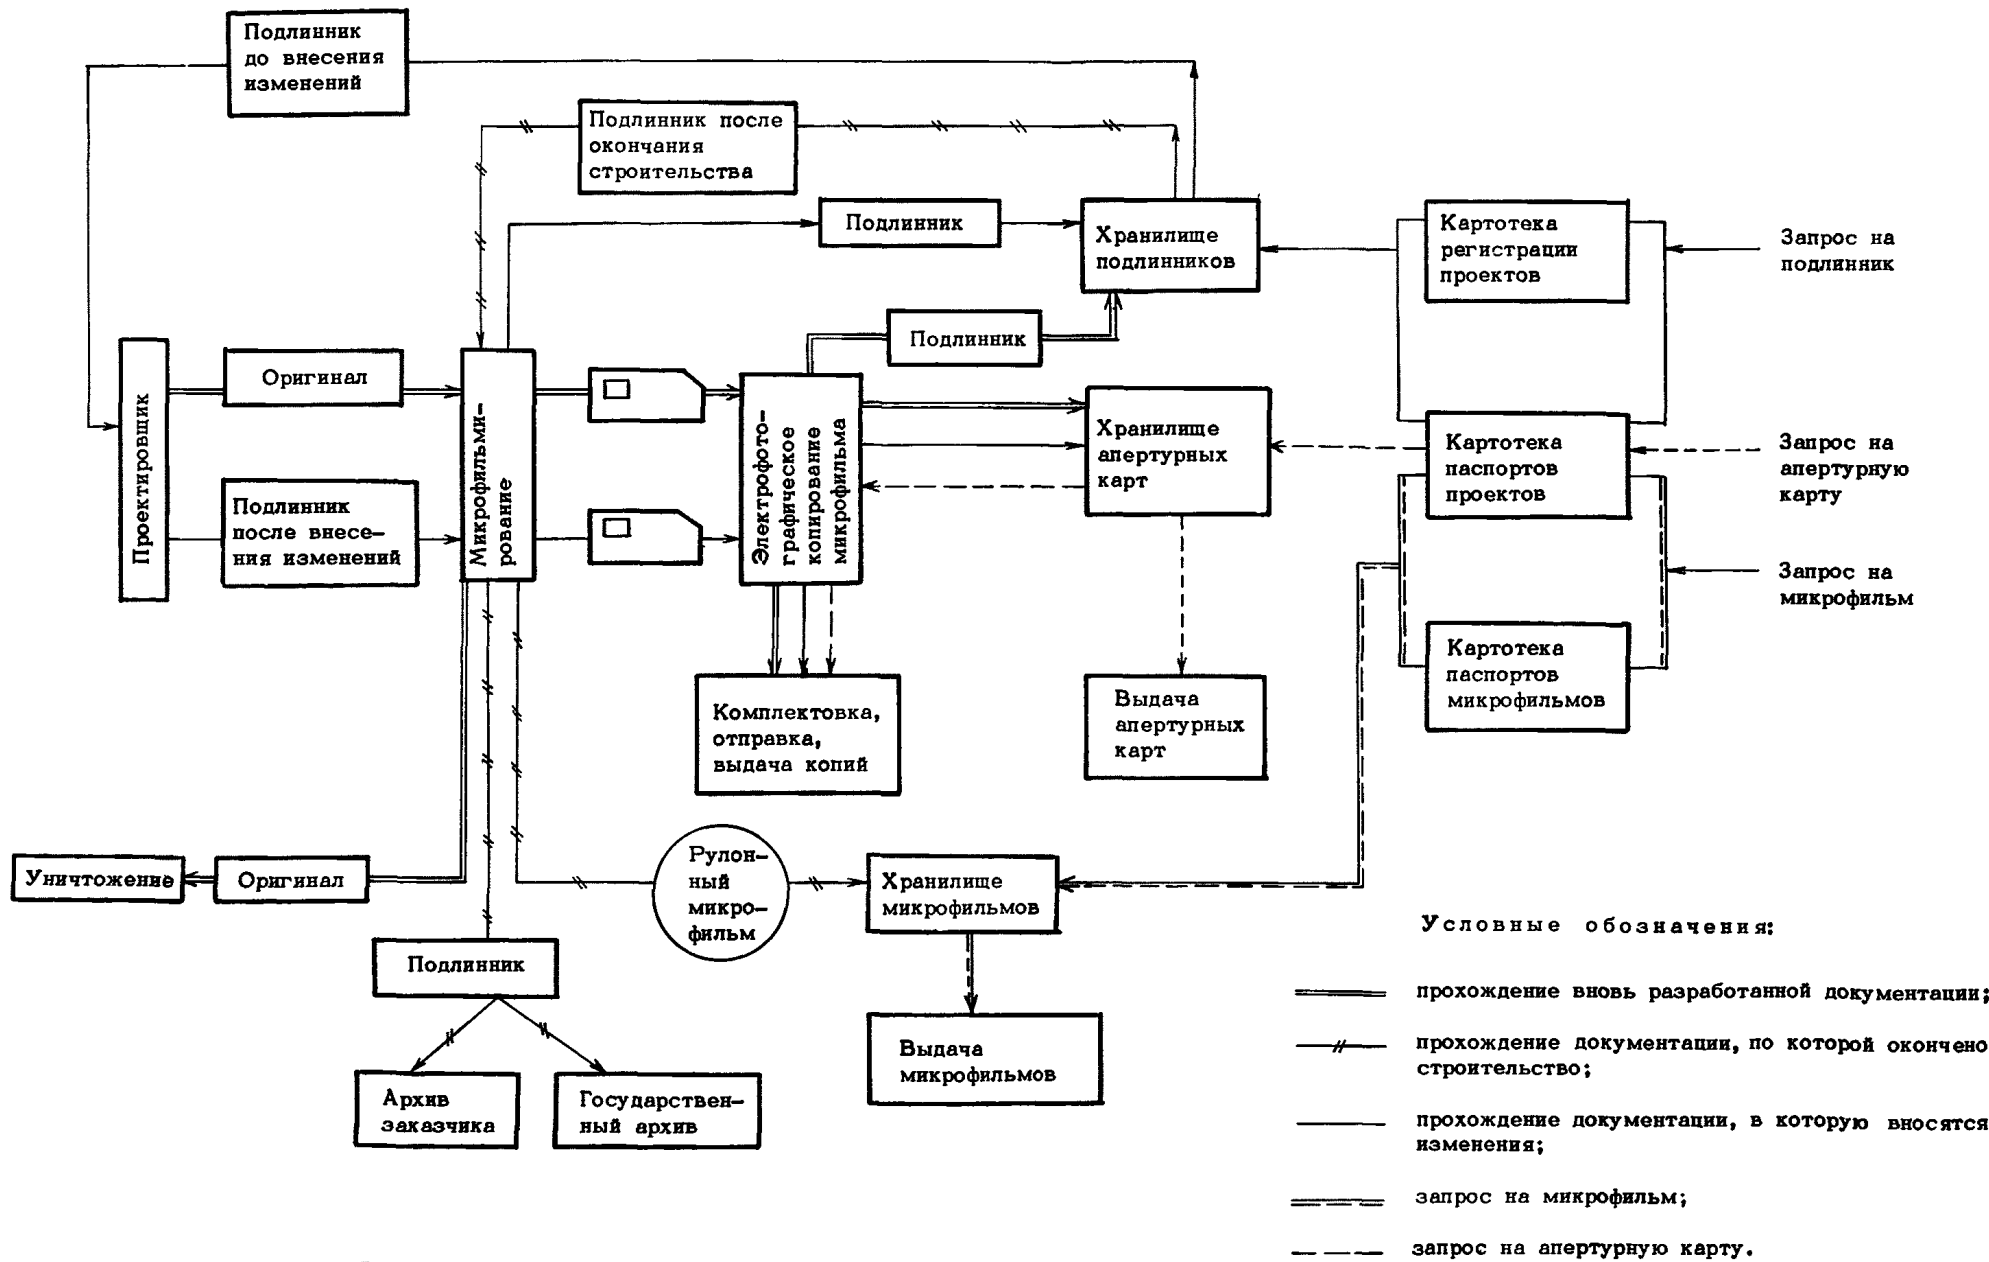 Подлинник
до внесения
изменений
Подлинник после
окончания
строительства
Подлинник
Хранилище
подлинников
Картотека
регистрации
проектов
Запрос на
подлинник
Подлинник
Проектировщик
Оригинал
Микрофильми–
рование
Электрофото–
графическое
копирование
микрофильма
Хранилище
апертурных
карт
Картотека
паспортов
проектов
Запрос на
апертурную
карту
Подлинник
после внесе–
ния изменений
Запрос на
микрофильм
Картотека
паспортов
микрофильмов
Комплектовка,
отправка,
выдача копий
Выдача
апертурных
карт
Уничтожение
Оригинал
Рулон–
ный
микро–
фильм
Хранилище
микрофильмов
Подлинник
Выдача
микрофильмов
Архив
заказчика
Государствен–
ный архив
Условные обозначения:
прохождение вновь разработанной документации;
прохождение документации, по которой окончено
строительство;
прохождение документации, в которую вносятся
изменения;
запрос на микрофильм;
запрос на апертурную карту.